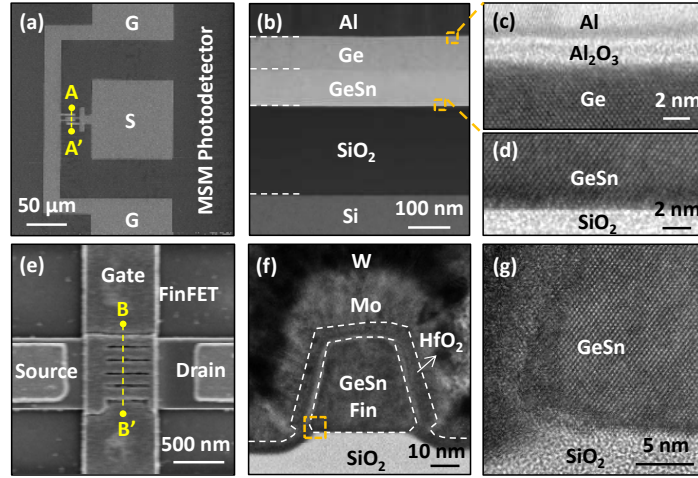 (a)
G
A
S
A'
MSM Photodetector
50 μm
G
(b)
Al
Ge
GeSn
SiO2
Si
100 nm
(c)
Al
Al2O3
Ge
2 nm
(d)
GeSn
SiO2
2 nm
(e)
Gate
FinFET
B
Source
Drain
B'
500 nm
(f)
W
Mo
HfO2
GeSn
Fin
SiO2
10 nm
(g)
GeSn
SiO2
5 nm